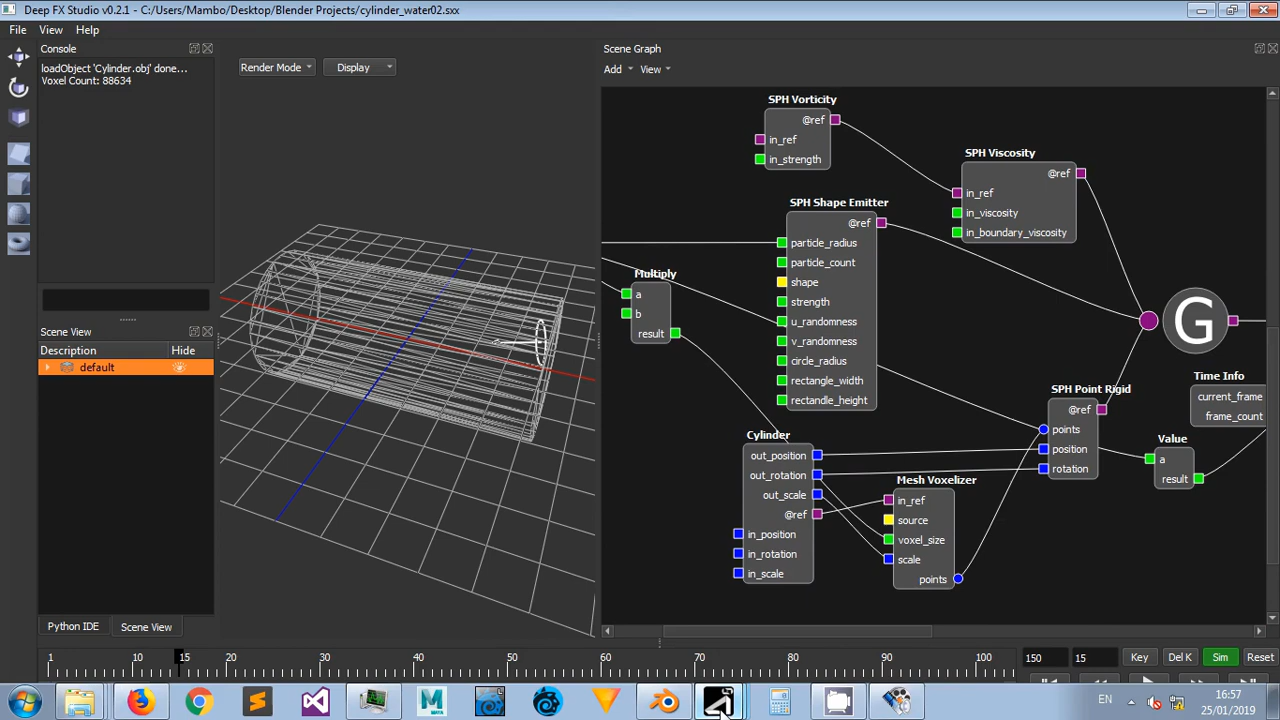 Deep FX Studio v0.2.1 - C:/Users/Mambo/Desktop/Blender Projects/cylinder_water02.sxx
File View Help
Console
loadObject 'Cylinder.obj' done...
Voxel Count: 88634
Render Mode
Display
Scene View
Description Hide
default
Python IDE
Scene View
Scene Graph
Add View
SPH Vorticity
@ref
in_ref
in_strength
SPH Viscosity
@ref
in_ref
in_viscosity
in_boundary_viscosity
SPH Shape Emitter
@ref
particle_radius
particle_count
shape
strength
u_randomness
v_randomness
circle_radius
rectangle_width
rectandle_height
Multiply
a
b
result
G
Time Info
current_frame
frame_count
SPH Point Rigid
@ref
points
position
rotation
Value
a
result
Cylinder
out_position
out_rotation
out_scale
@ref
in_position
in_rotation
in_scale
Mesh Voxelizer
in_ref
source
voxel_size
scale
points
1 15 20 30 40 50 60 70 80 90 100
150 15 Key Del K Sim Reset
EN
16:57
25/01/2019